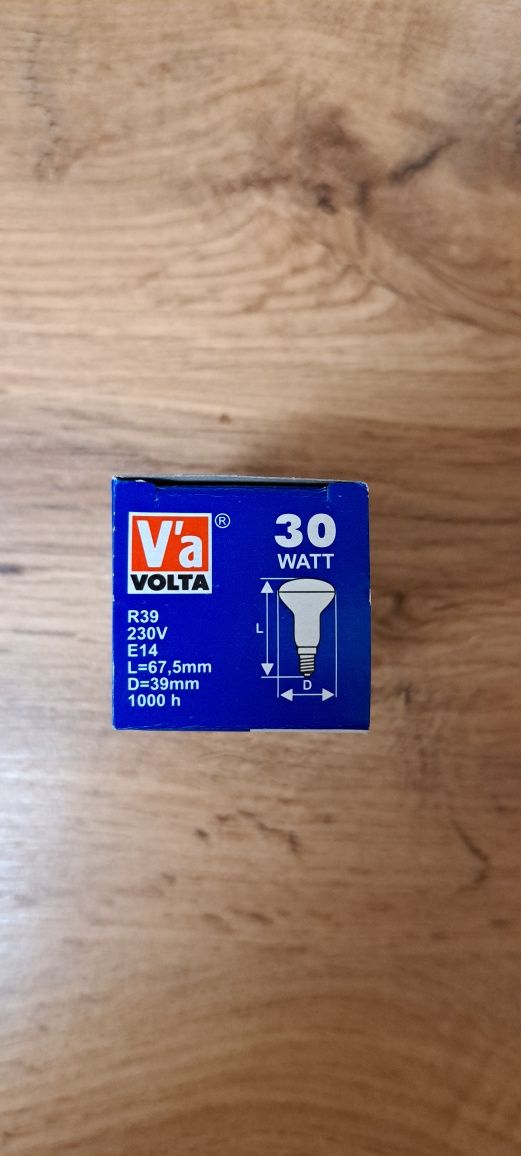 V'a ®
VOLTA
30
WATT
R39
230V
E14
L=67,5mm
D=39mm
1000 h
L
D